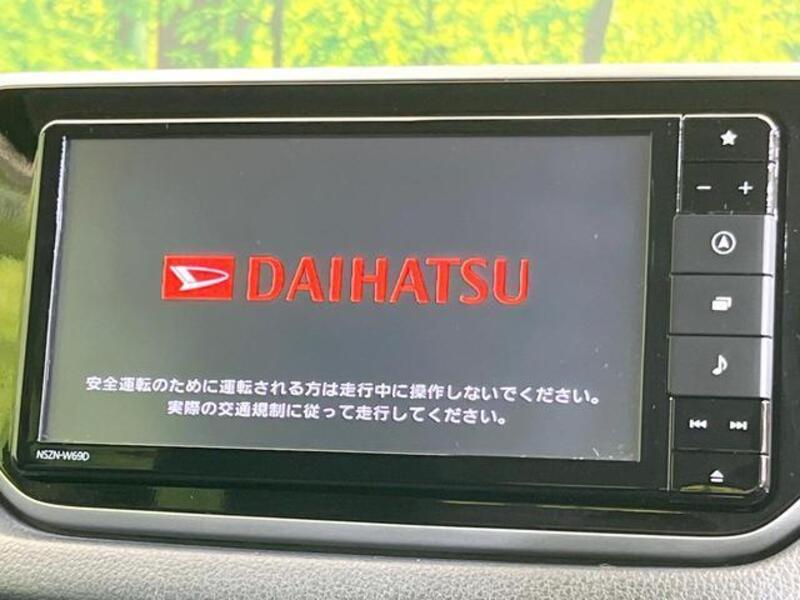 DAIHATSU
安全運転のために運転される方は走行中に操作しないでください。
実際の交通規制に従って走行してください。
NSZN-W69D